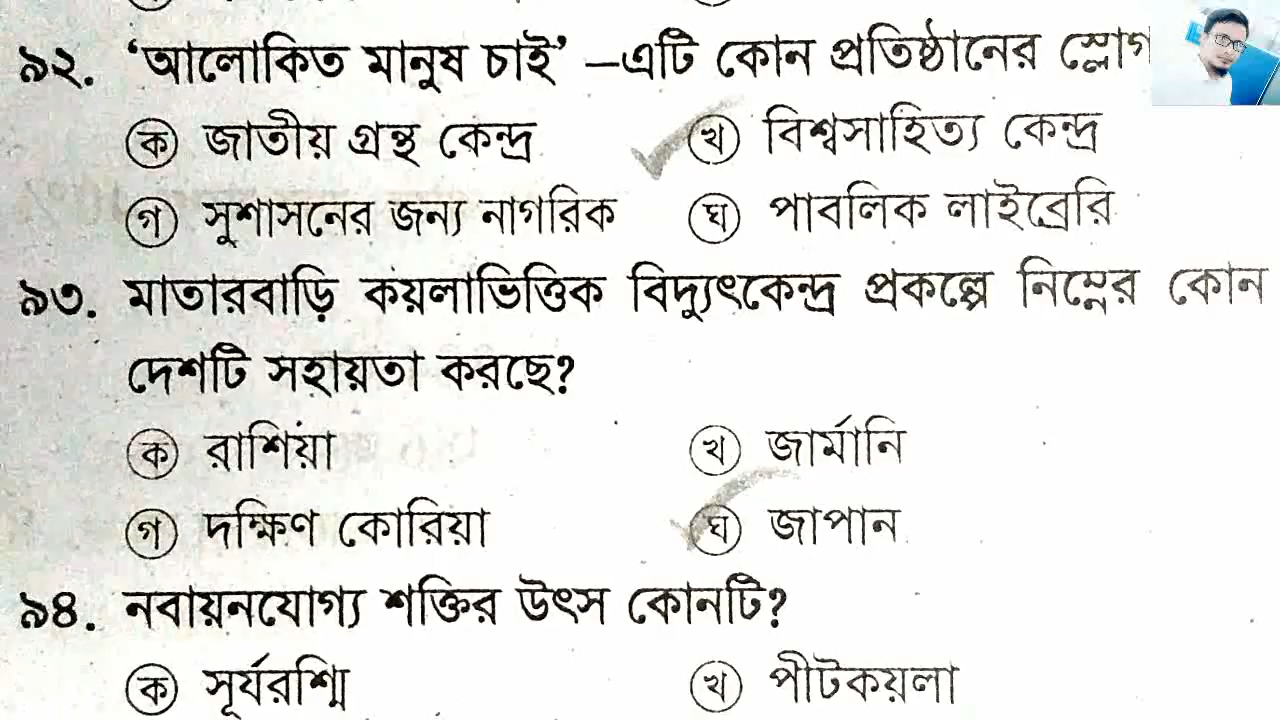 ৯২. ‘আলোকিত মানুষ চাই’ –এটি কোন প্রতিষ্ঠানের স্লোগ
ক জাতীয় গ্রন্থ কেন্দ্র খ বিশ্বসাহিত্য কেন্দ্র
গ সুশাসনের জন্য নাগরিক ঘ পাবলিক লাইব্রেরি
৯৩. মাতারবাড়ি কয়লাভিত্তিক বিদ্যুৎকেন্দ্র প্রকল্পে নিম্নের কোন
দেশটি সহায়তা করছে?
ক রাশিয়া খ জার্মানি
গ দক্ষিণ কোরিয়া ঘ জাপান
৯৪. নবায়নযোগ্য শক্তির উৎস কোনটি?
ক সূর্যরশ্মি খ পীটকয়লা